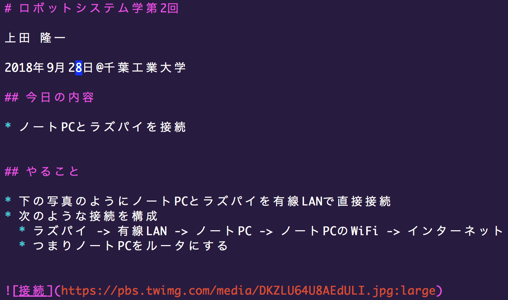 # ロボットシステム学第2回
上田 隆一
2018年9月28日@千葉工業大学
## 今日の内容
* ノートPCとラズパイを接続
## やること
* 下の写真のようにノートPCとラズパイを有線LANで直接接続
* 次のような接続を構成
* ラズパイ -> 有線LAN -> ノートPC -> ノートPCのWiFi -> インターネット
* つまりノートPCをルータにする
![接続](https://pbs.twimg.com/media/DKZLU64U8AEdULI.jpg:large)